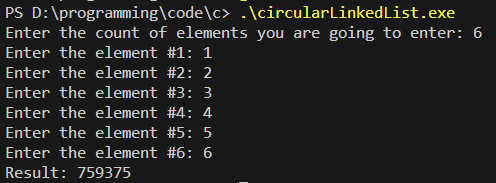 PS D:\programming\code\c> .\circularLinkedList.exe
Enter the count of elements you are going to enter: 6
Enter the element #1: 1
Enter the element #2: 2
Enter the element #3: 3
Enter the element #4: 4
Enter the element #5: 5
Enter the element #6: 6
Result: 759375